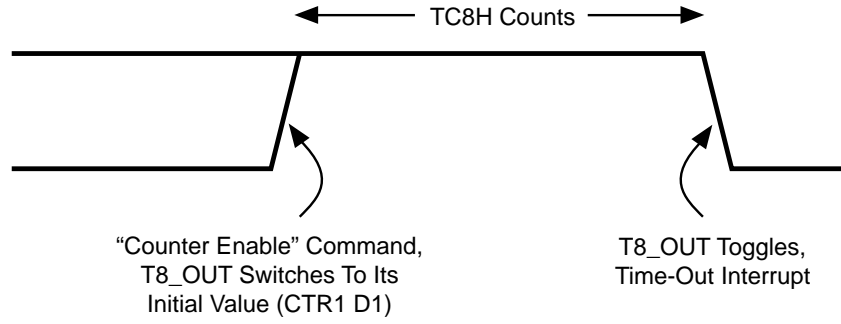 TC8H Counts
“Counter Enable” Command,
T8_OUT Switches To Its
Initial Value (CTR1 D1)
T8_OUT Toggles,
Time-Out Interrupt